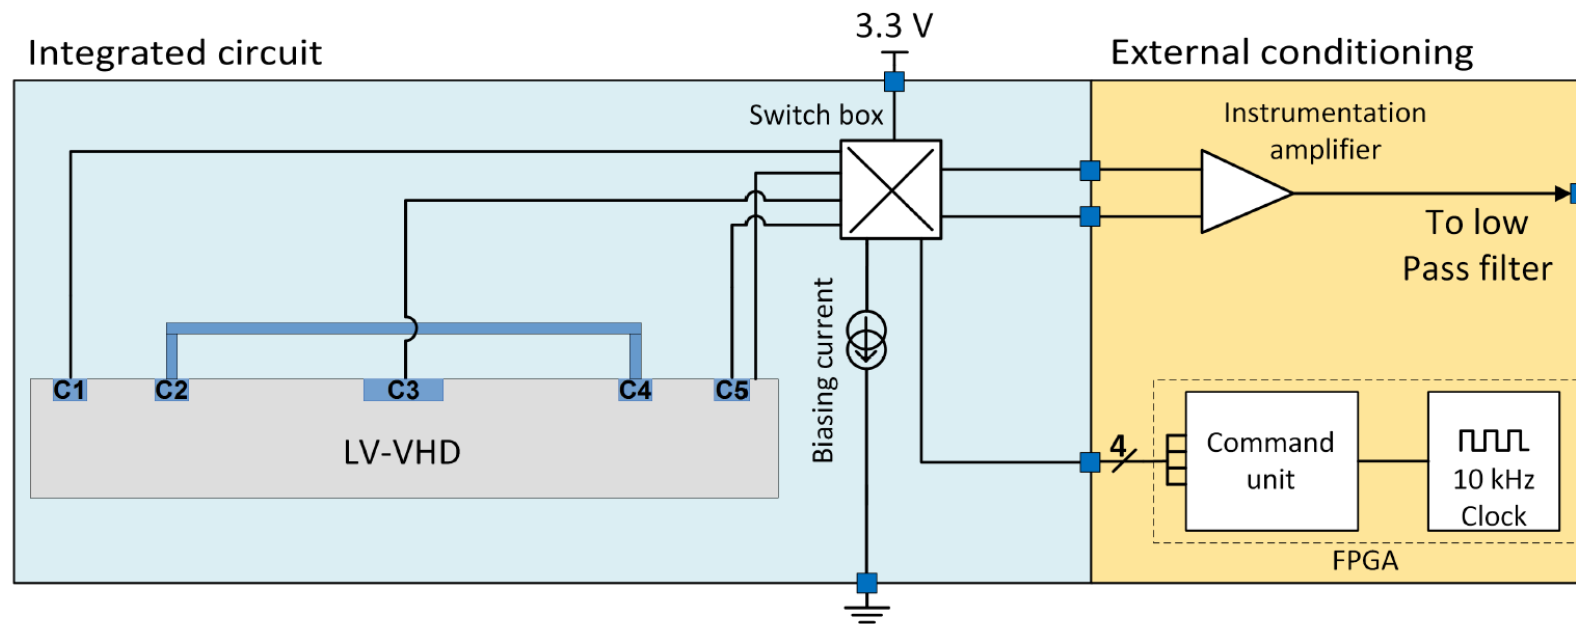 3.3 V
Integrated circuit
External conditioning
Switch box
Instrumentation
amplifier
To low
Pass filter
Biasing current
C1
C2
C3
C4
C5
LV-VHD
4
Command
unit
10 kHz
Clock
FPGA